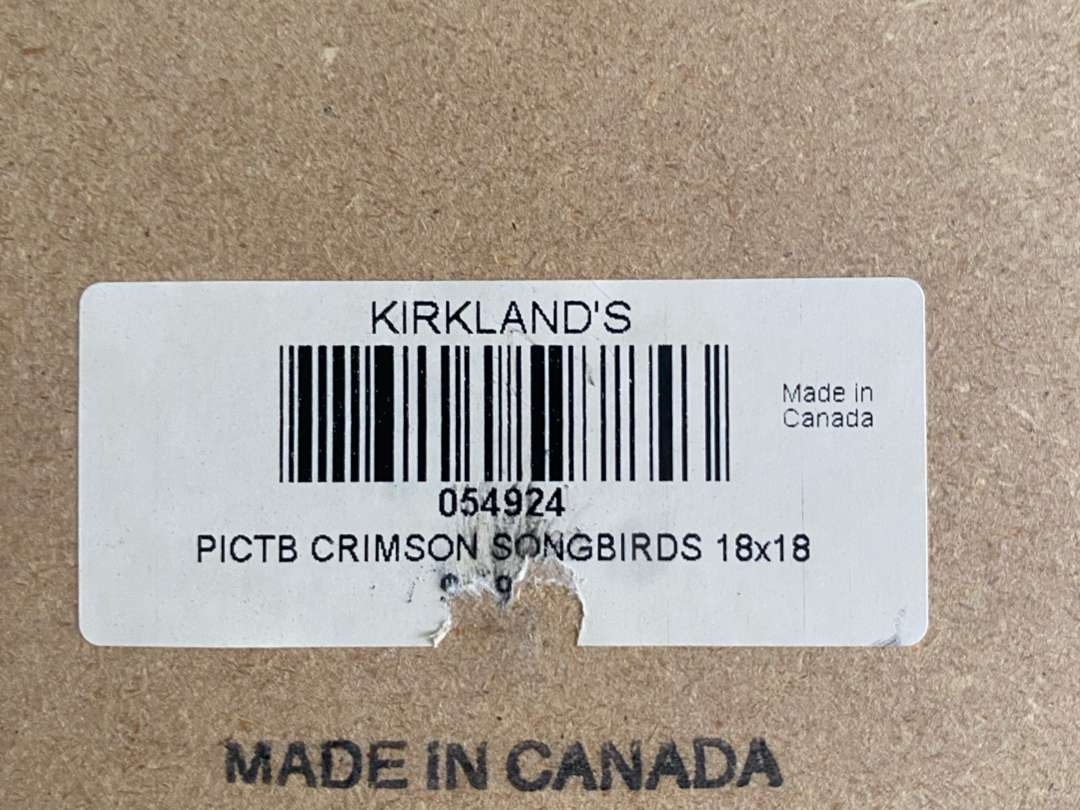 KIRKLAND'S
Made in
Canada
054924
PICTB CRIMSON SONGBIRDS 18x18
MADE IN CANADA